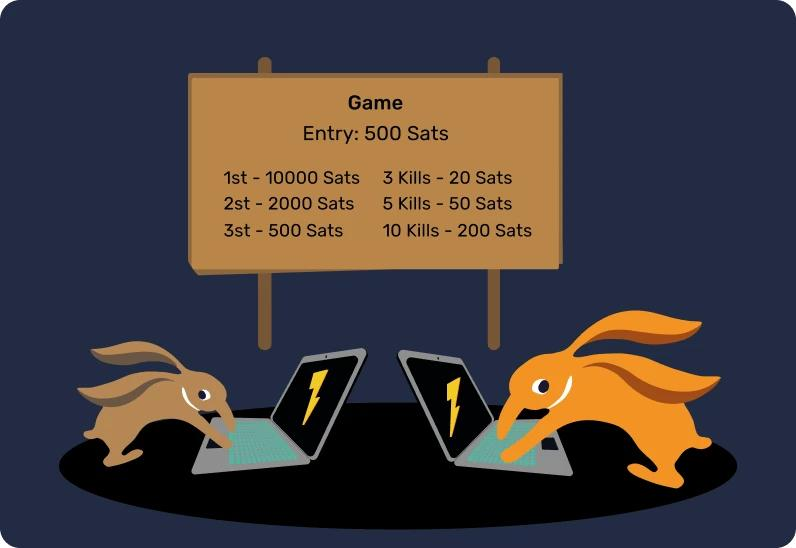 Game
Entry: 500 Sats
1st - 10000 Sats
2st - 2000 Sats
3st - 500 Sats
3 Kills - 20 Sats
5 Kills - 50 Sats
10 Kills - 200 Sats